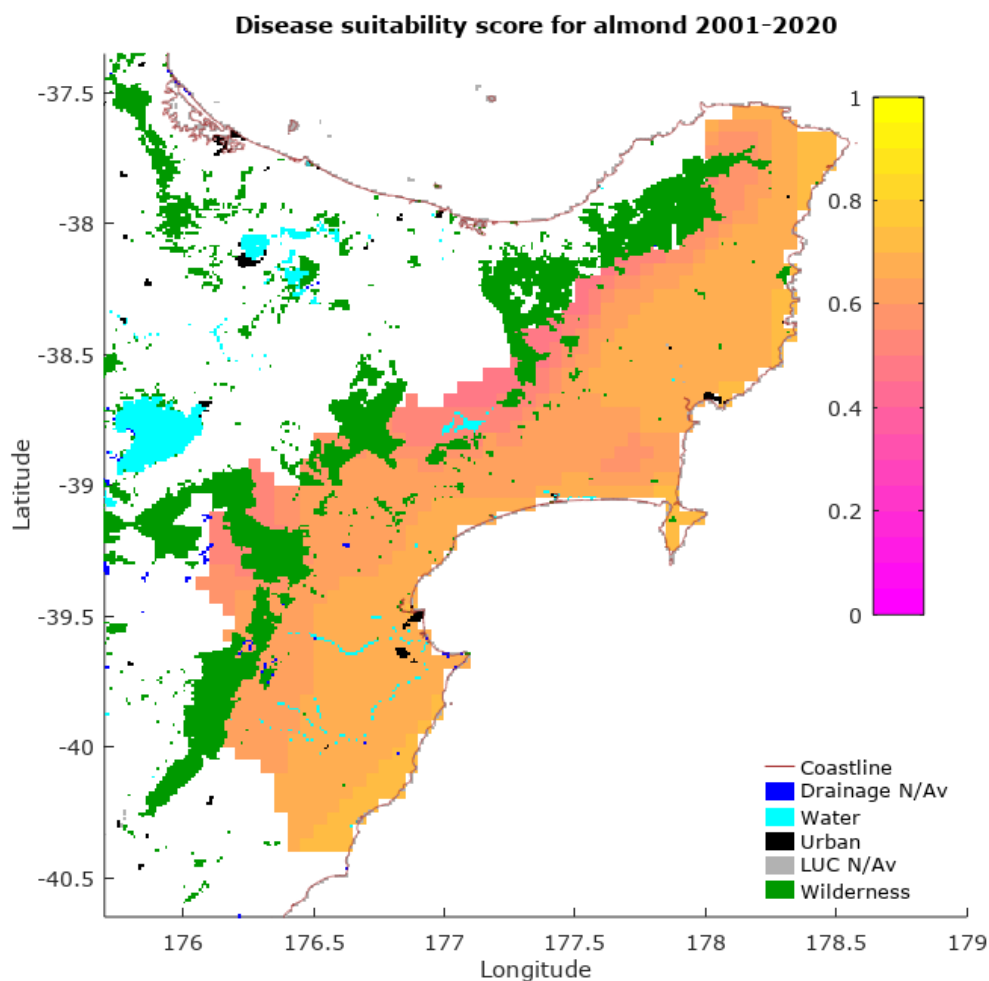 Disease suitability score for almond 2001-2020
-37.5
-38
-38.5
-39
-39.5
-40
-40.5
Latitude
176
176.5
177
177.5
178
178.5
179
Longitude
1
0.8
0.6
0.4
0.2
0
Coastline
Drainage N/Av
Water
Urban
LUC N/Av
Wilderness